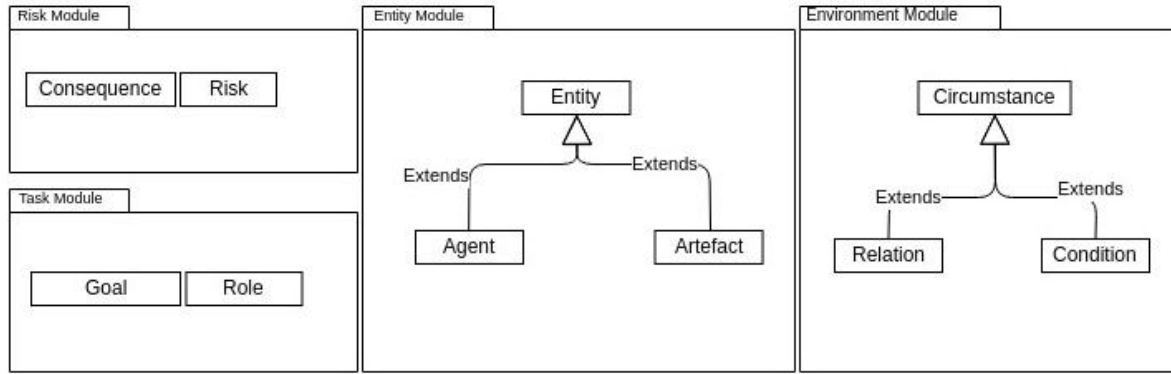 Risk Module
Consequence
Risk
Task Module
Goal
Role
Entity Module
Entity
Extends
Extends
Agent
Artefact
Environment Module
Circumstance
Extends
Extends
Relation
Condition